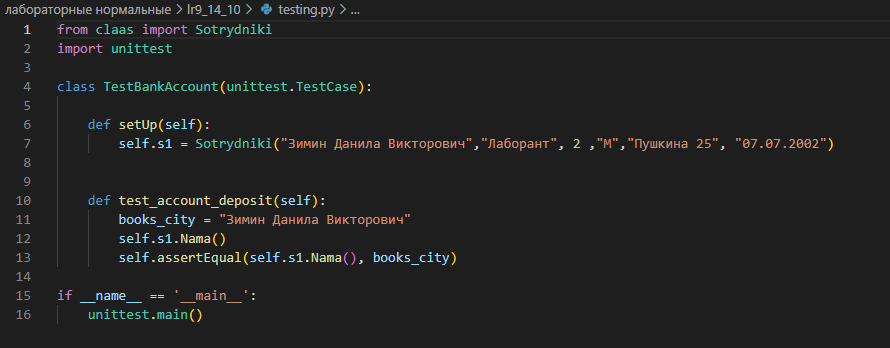 лабораторные нормальные > lr9_14_10 > testing.py > ...
1 from claas import Sotrydniki
2 import unittest
3
4 class TestBankAccount(unittest.TestCase):
5
6 def setUp(self):
7 self.s1 = Sotrydniki("Зимин Данила Викторович","Лаборант", 2 ,"М","Пушкина 25", "07.07.2002")
8
9
10 def test_account_deposit(self):
11 books_city = "Зимин Данила Викторович"
12 self.s1.Nama()
13 self.assertEqual(self.s1.Nama(), books_city)
14
15 if __name__ == '__main__':
16 unittest.main()